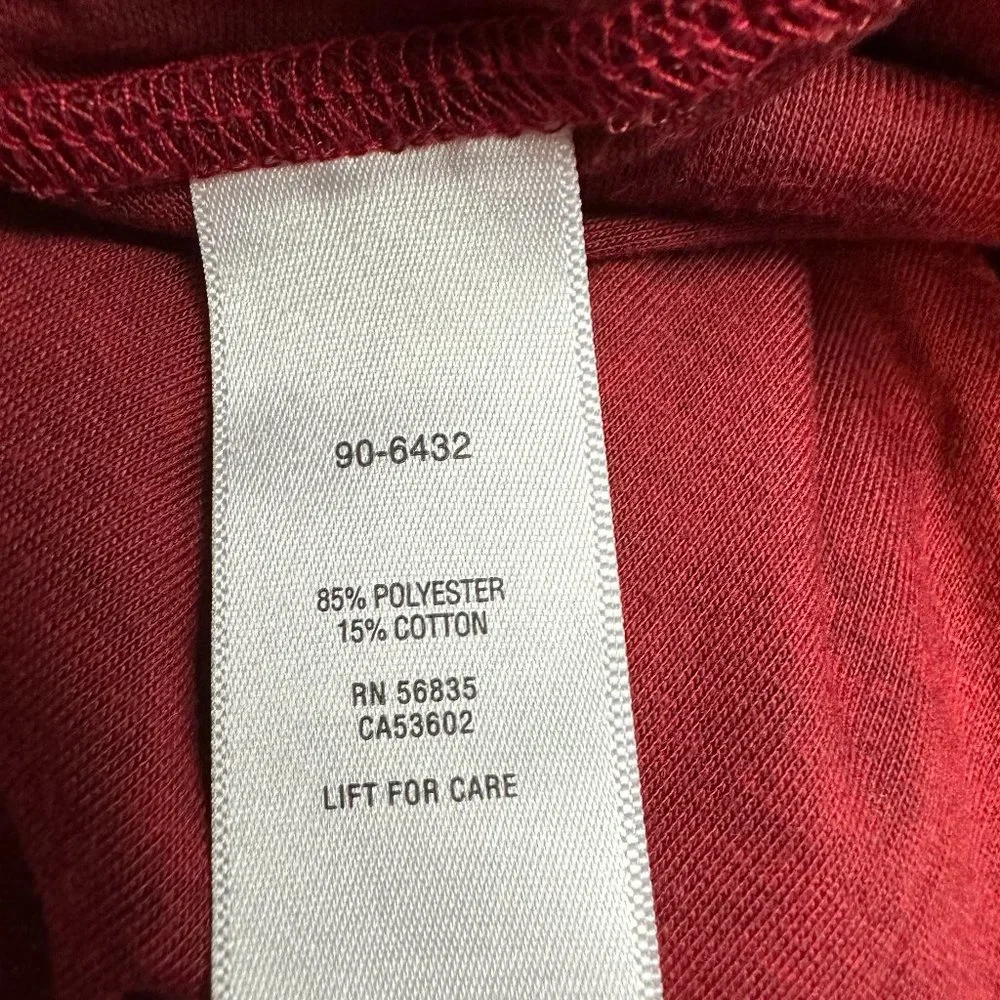 90-6432
85% POLYESTER
15% COTTON
RN 56835
CA53602
LIFT FOR CARE